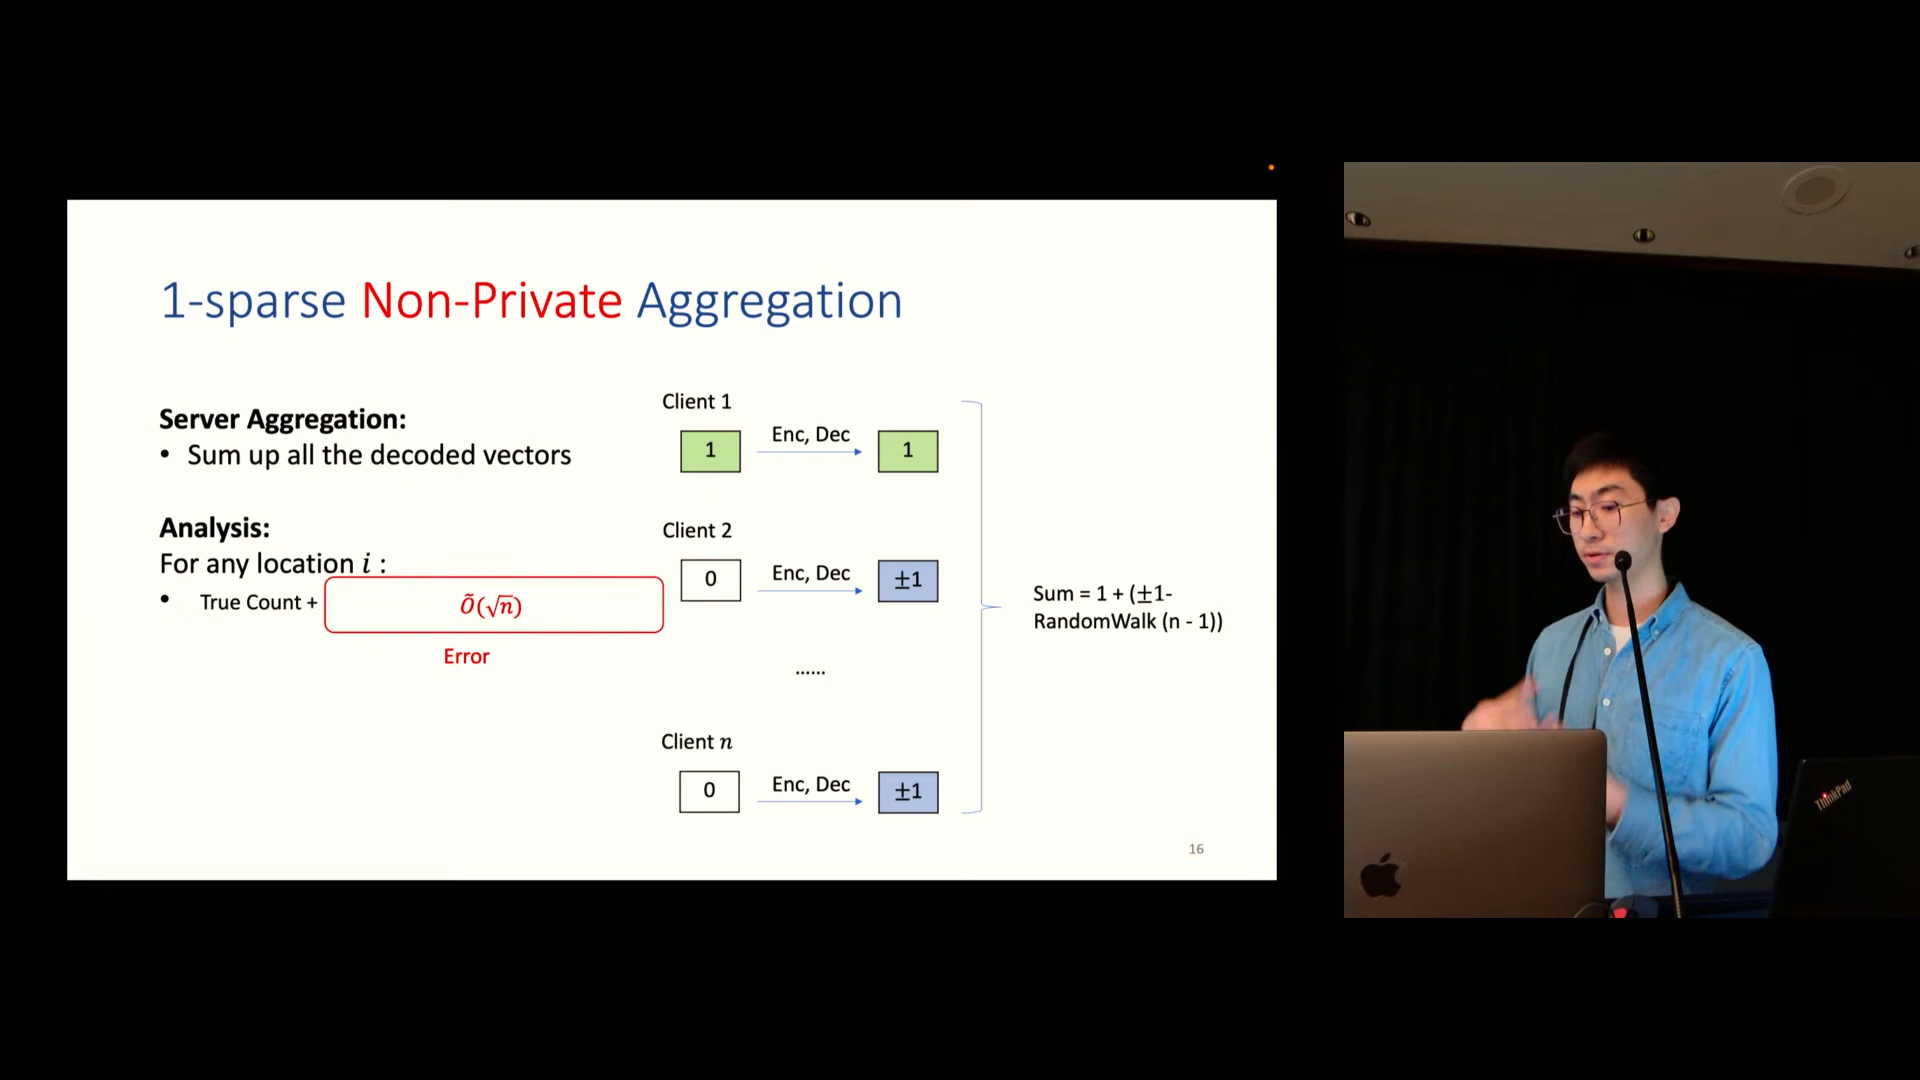 1-sparse Non-Private Aggregation
Server Aggregation:
• Sum up all the decoded vectors
Analysis:
For any location i :
• True Count + Õ(√n)
Error
Client 1
1 Enc, Dec 1
Client 2
0 Enc, Dec ±1
......
Client n
0 Enc, Dec ±1
Sum = 1 + (±1-
RandomWalk (n - 1))
16
ThinkPad